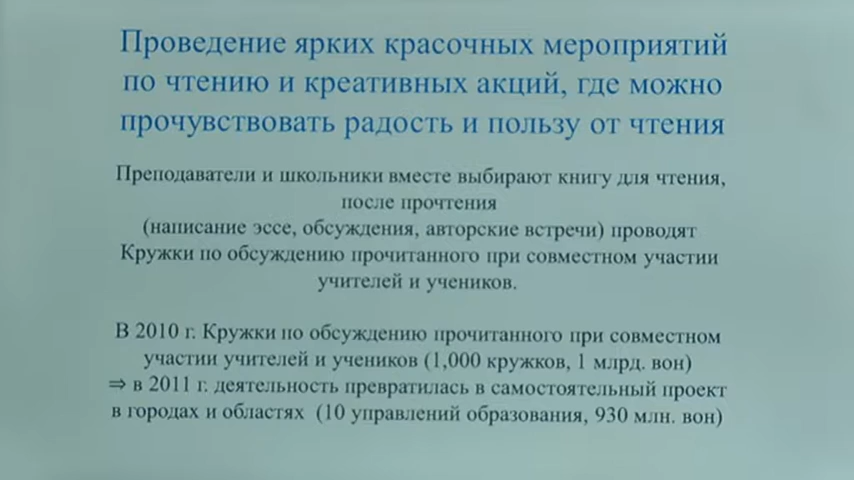 Проведение ярких красочных мероприятий
по чтению и креативных акций, где можно
прочувствовать радость и пользу от чтения
Преподаватели и школьники вместе выбирают книгу для чтения,
после прочтения
(написание эссе, обсуждения, авторские встречи) проводят
Кружки по обсуждению прочитанного при совместном участии
учителей и учеников.
В 2010 г. Кружки по обсуждению прочитанного при совместном
участии учителей и учеников (1,000 кружков, 1 млрд. вон)
⇒ в 2011 г. деятельность превратилась в самостоятельный проект
в городах и областях (10 управлений образования, 930 млн. вон)